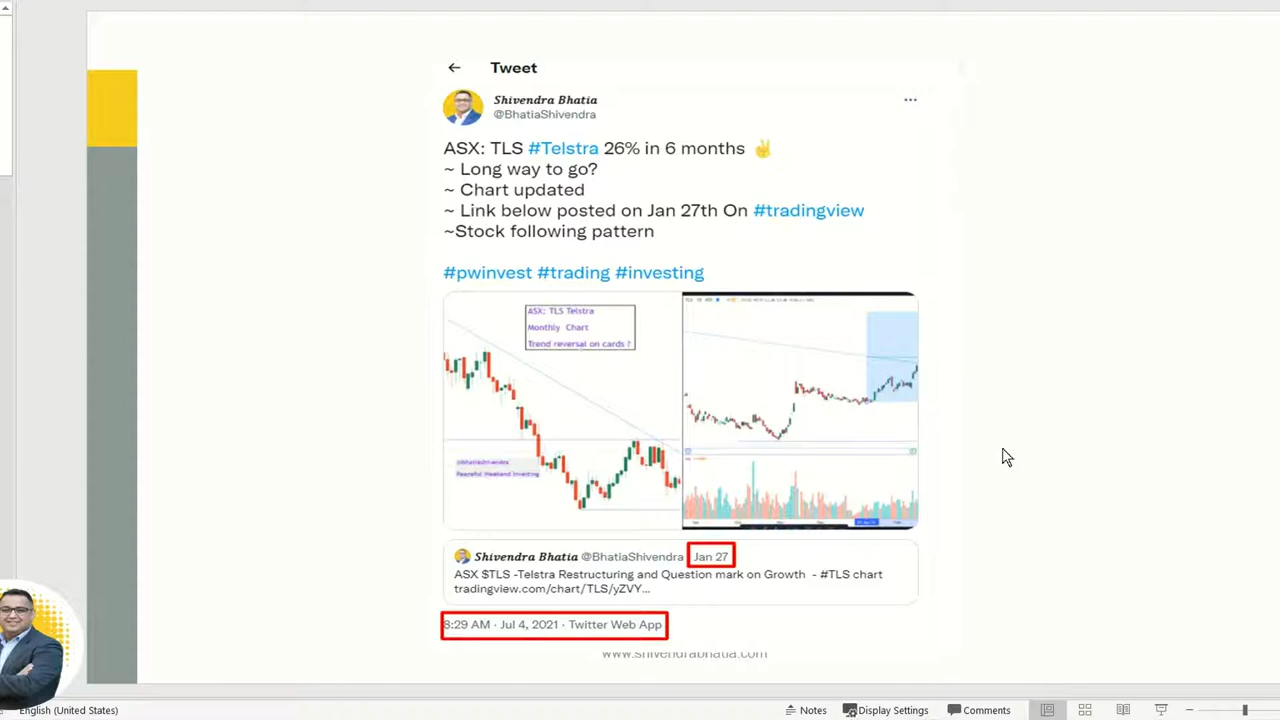 Tweet
Shivendra Bhatia
@BhatiaShivendra
ASX: TLS #Telstra 26% in 6 months ✌
~ Long way to go?
~ Chart updated
~ Link below posted on Jan 27th On #tradingview
~Stock following pattern
#pwinvest #trading #investing
ASX: TLS Telstra
Monthly Chart
Trend reversal on cards ?
@bhatiashivendra
Peaceful Weekend Investing
Shivendra Bhatia @BhatiaShivendra Jan 27
ASX $TLS -Telstra Restructuring and Question mark on Growth - #TLS chart
tradingview.com/chart/TLS/yZVY...
8:29 AM · Jul 4, 2021 · Twitter Web App
www.shivendrabhatia.com
English (United States)
Notes
Display Settings
Comments